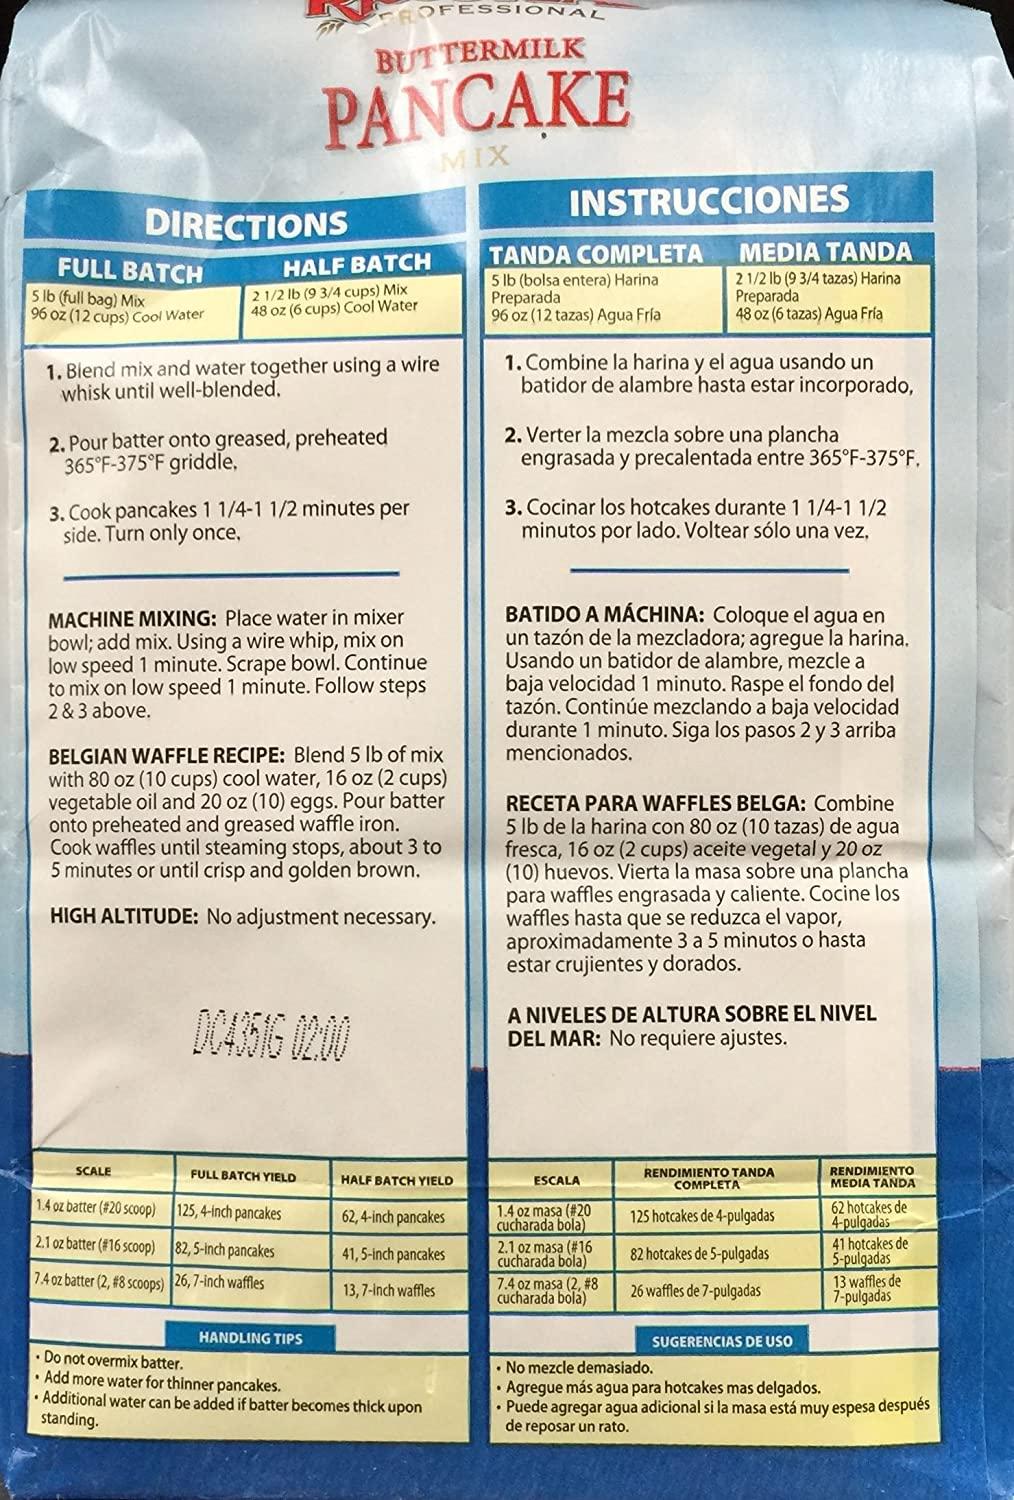 PROFESSIONAL
BUTTERMILK
PANCAKE
MIX
DIRECTIONS
FULL BATCH
HALF BATCH
5 lb (full bag) Mix
96 oz (12 cups) Cool Water
2 1/2 lb (9 3/4 cups) Mix
48 oz (6 cups) Cool Water
1. Blend mix and water together using a wire
whisk until well-blended.
2. Pour batter onto greased, preheated
365°F-375°F griddle.
3. Cook pancakes 1 1/4-1 1/2 minutes per
side. Turn only once.
MACHINE MIXING: Place water in mixer
bowl; add mix. Using a wire whip, mix on
low speed 1 minute. Scrape bowl. Continue
to mix on low speed 1 minute. Follow steps
2 & 3 above.
BELGIAN WAFFLE RECIPE: Blend 5 lb of mix
with 80 oz (10 cups) cool water, 16 oz (2 cups)
vegetable oil and 20 oz (10) eggs. Pour batter
onto preheated and greased waffle iron.
Cook waffles until steaming stops, about 3 to
5 minutes or until crisp and golden brown.
HIGH ALTITUDE: No adjustment necessary.
DC4351G 02:00
SCALE
FULL BATCH YIELD
HALF BATCH YIELD
1.4 oz batter (#20 scoop)
125, 4-inch pancakes
62, 4-inch pancakes
2.1 oz batter (#16 scoop)
82, 5-inch pancakes
41, 5-inch pancakes
7.4 oz batter (2, #8 scoops)
26, 7-inch waffles
13, 7-inch waffles
HANDLING TIPS
• Do not overmix batter.
• Add more water for thinner pancakes.
• Additional water can be added if batter becomes thick upon
standing.
INSTRUCCIONES
TANDA COMPLETA
MEDIA TANDA
5 lb (bolsa entera) Harina
Preparada
96 oz (12 tazas) Agua Fría
2 1/2 lb (9 3/4 tazas) Harina
Preparada
48 oz (6 tazas) Agua Fría
1. Combine la harina y el agua usando un
batidor de alambre hasta estar incorporado,
2. Verter la mezcla sobre una plancha
engrasada y precalentada entre 365°F-375°F.
3. Cocinar los hotcakes durante 1 1/4-1 1/2
minutos por lado. Voltear sólo una vez.
BATIDO A MÁCHINA: Coloque el agua en
un tazón de la mezcladora; agregue la harina.
Usando un batidor de alambre, mezcle a
baja velocidad 1 minuto. Raspe el fondo del
tazón. Continúe mezclando a baja velocidad
durante 1 minuto. Siga los pasos 2 y 3 arriba
mencionados.
RECETA PARA WAFFLES BELGA: Combine
5 lb de la harina con 80 oz (10 tazas) de agua
fresca, 16 oz (2 cups) aceite vegetal y 20 oz
(10) huevos. Vierta la masa sobre una plancha
para waffles engrasada y caliente. Cocine los
waffles hasta que se reduzca el vapor,
aproximadamente 3 a 5 minutos o hasta
estar crujientes y dorados.
A NIVELES DE ALTURA SOBRE EL NIVEL
DEL MAR: No requiere ajustes.
ESCALA
RENDIMIENTO TANDA
COMPLETA
RENDIMIENTO
MEDIA TANDA
1.4 oz masa (#20
cucharada bola)
125 hotcakes de 4-pulgadas
62 hotcakes de
4-pulgadas
2.1 oz masa (#16
cucharada bola)
82 hotcakes de 5-pulgadas
41 hotcakes de
5-pulgadas
7.4 oz masa (2, #8
cucharada bola)
26 waffles de 7-pulgadas
13 waffles de
7-pulgadas
SUGERENCIAS DE USO
• No mezcle demasiado.
• Agregue más agua para hotcakes mas delgados.
• Puede agregar agua adicional si la masa está muy espesa después
de reposar un rato.